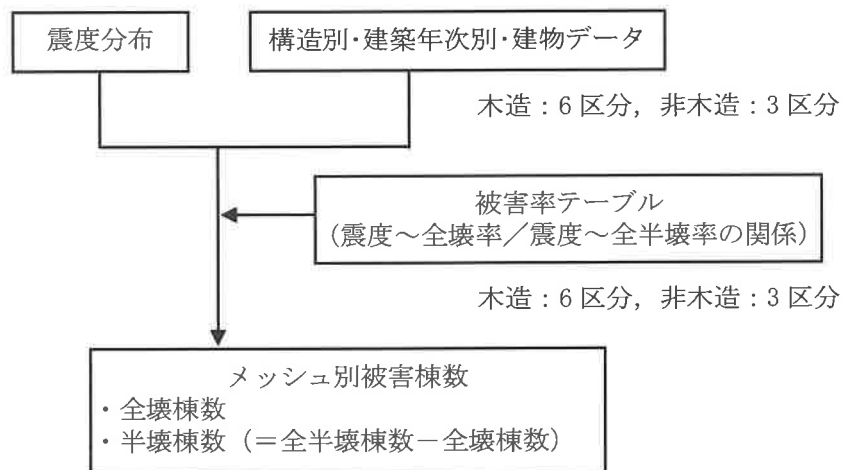 震度分布
構造別・建築年次別・建物データ
木造：6区分，非木造：3区分
被害率テーブル
（震度～全壊率／震度～全半壊率の関係）
木造：6区分，非木造：3区分
メッシュ別被害棟数
・全壊棟数
・半壊棟数（＝全半壊棟数－全壊棟数）